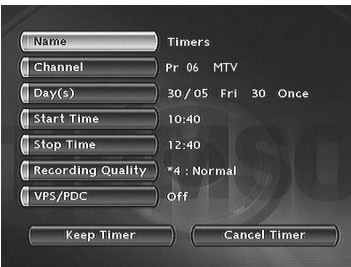 Name Timers
Channel Pr 06 MTV
Day(s) 30/05 Fri 30 Once
Start Time 10:40
Stop Time 12:40
Recording Quality *4 : Normal
VPS/PDC Off
Keep Timer Cancel Timer